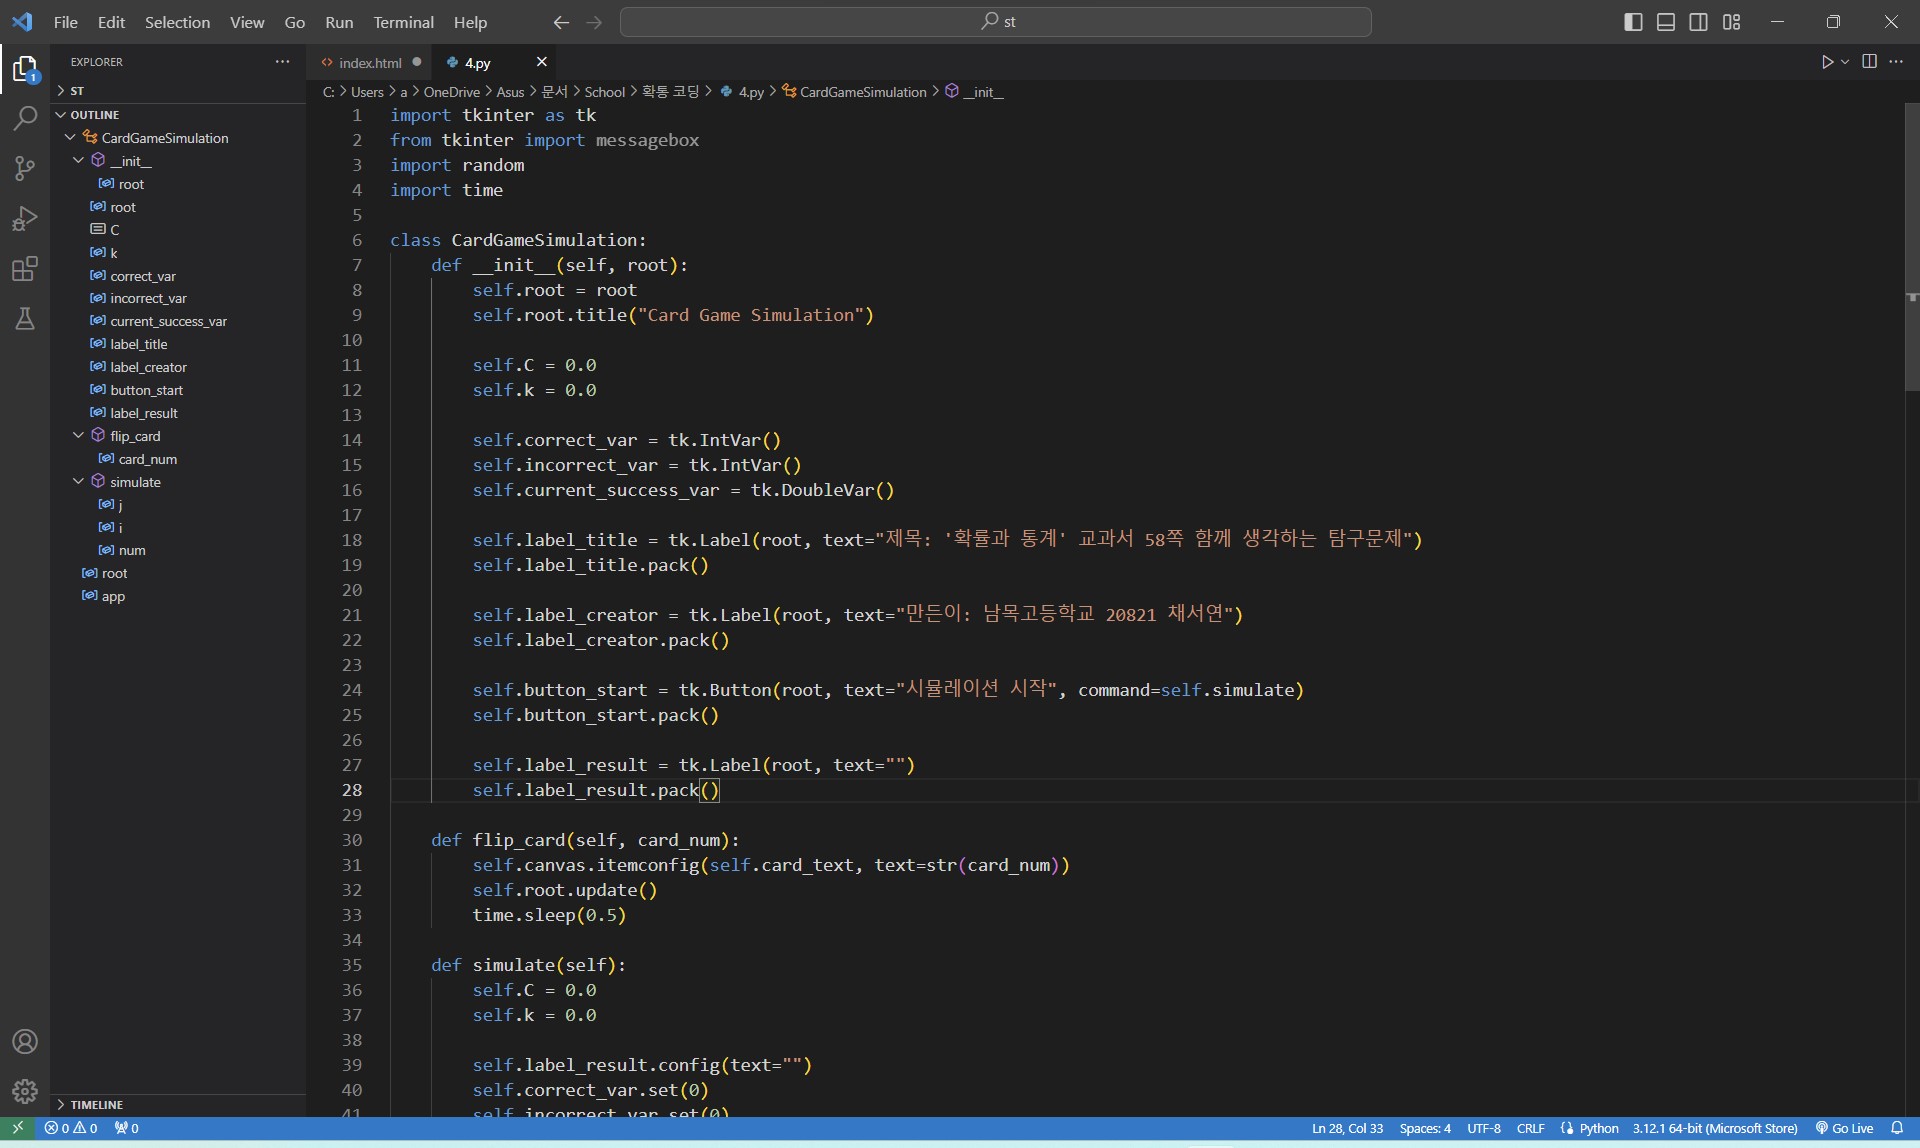 File Edit Selection View Go Run Terminal Help
st
EXPLORER
1
ST
OUTLINE
CardGameSimulation
__init__
root
root
C
k
correct_var
incorrect_var
current_success_var
label_title
label_creator
button_start
label_result
flip_card
card_num
simulate
j
i
num
root
app
TIMELINE
index.html
4.py
C: > Users > a > OneDrive > Asus > 문서 > School > 확통 코딩 > 4.py > CardGameSimulation > __init__
1 import tkinter as tk
2 from tkinter import messagebox
3 import random
4 import time
5
6 class CardGameSimulation:
7 def __init__(self, root):
8 self.root = root
9 self.root.title("Card Game Simulation")
10
11 self.C = 0.0
12 self.k = 0.0
13
14 self.correct_var = tk.IntVar()
15 self.incorrect_var = tk.IntVar()
16 self.current_success_var = tk.DoubleVar()
17
18 self.label_title = tk.Label(root, text="제목: '확률과 통계' 교과서 58쪽 함께 생각하는 탐구문제")
19 self.label_title.pack()
20
21 self.label_creator = tk.Label(root, text="만든이: 남목고등학교 20821 채서연")
22 self.label_creator.pack()
23
24 self.button_start = tk.Button(root, text="시뮬레이션 시작", command=self.simulate)
25 self.button_start.pack()
26
27 self.label_result = tk.Label(root, text="")
28 self.label_result.pack()
29
30 def flip_card(self, card_num):
31 self.canvas.itemconfig(self.card_text, text=str(card_num))
32 self.root.update()
33 time.sleep(0.5)
34
35 def simulate(self):
36 self.C = 0.0
37 self.k = 0.0
38
39 self.label_result.config(text="")
40 self.correct_var.set(0)
41 self.incorrect_var.set(0)
0 0 0
Ln 28, Col 33 Spaces: 4 UTF-8 CRLF Python 3.12.1 64-bit (Microsoft Store) Go Live